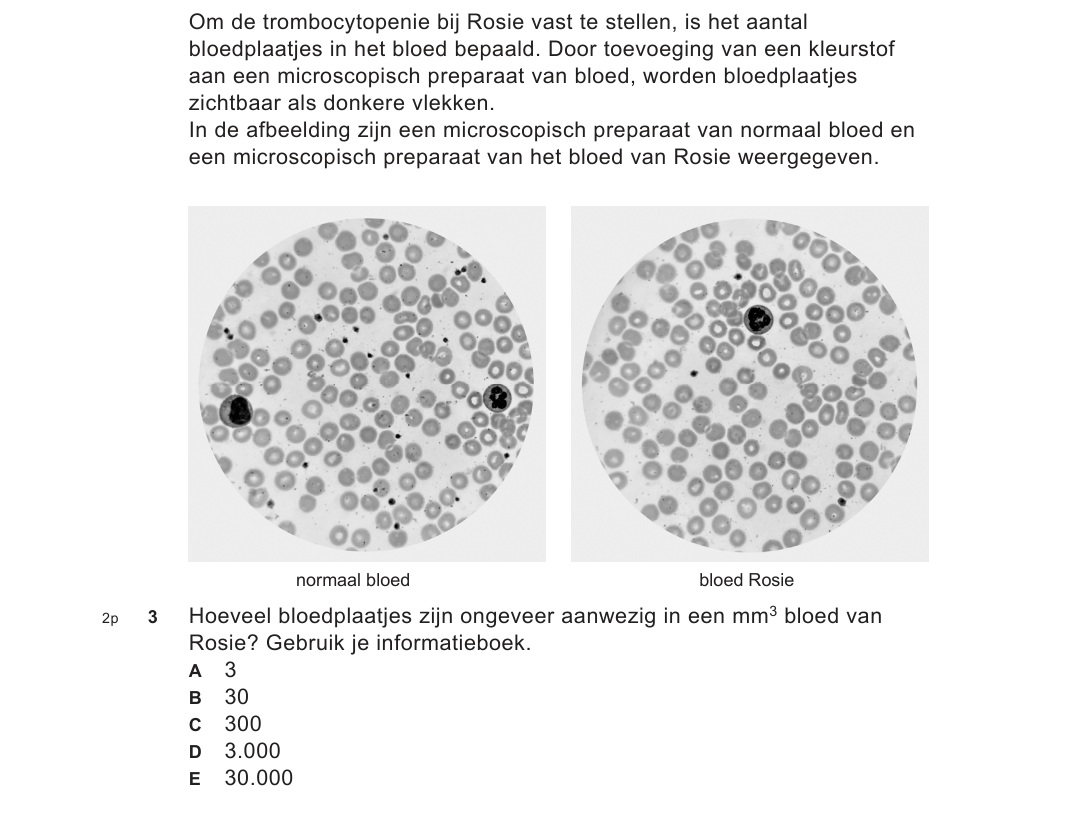 Om de trombocytopenie bij Rosie vast te stellen, is het aantal
bloedplaatjes in het bloed bepaald. Door toevoeging van een kleurstof
aan een microscopisch preparaat van bloed, worden bloedplaatjes
zichtbaar als donkere vlekken.
In de afbeelding zijn een microscopisch preparaat van normaal bloed en
een microscopisch preparaat van het bloed van Rosie weergegeven.
normaal bloed
bloed Rosie
2p 3 Hoeveel bloedplaatjes zijn ongeveer aanwezig in een mm³ bloed van
Rosie? Gebruik je informatieboek.
A 3
B 30
C 300
D 3.000
E 30.000